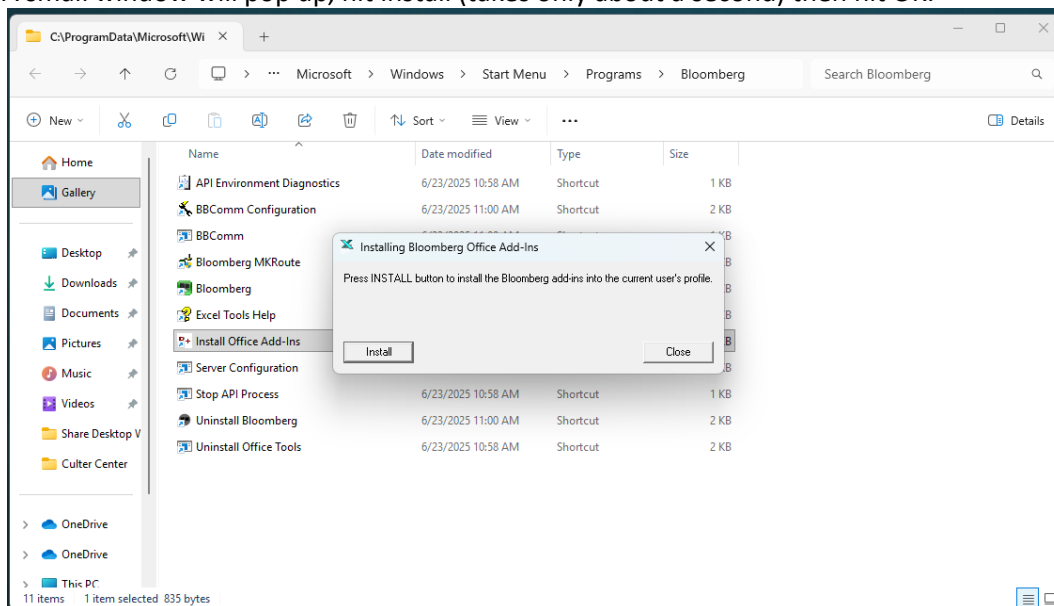 small window will pop up, hit install (takes only about a second) then hit OK.
C:\ProgramData\Microsoft\Wi
Microsoft > Windows > Start Menu > Programs > Bloomberg
Search Bloomberg
New
Sort
View
Details
Name Date modified Type Size
Home
Gallery
Desktop
Downloads
Documents
Pictures
Music
Videos
Share Desktop V
Culter Center
OneDrive
OneDrive
This PC
API Environment Diagnostics 6/23/2025 10:58 AM Shortcut 1 KB
BBComm Configuration 6/23/2025 11:00 AM Shortcut 2 KB
BBComm
Bloomberg MKRoute
Bloomberg
Excel Tools Help
Install Office Add-Ins
Server Configuration
Stop API Process 6/23/2025 10:58 AM Shortcut 1 KB
Uninstall Bloomberg 6/23/2025 11:00 AM Shortcut 2 KB
Uninstall Office Tools 6/23/2025 10:58 AM Shortcut 2 KB
Installing Bloomberg Office Add-Ins
Press INSTALL button to install the Bloomberg add-ins into the current user's profile.
Install
Close
11 items 1 item selected 835 bytes